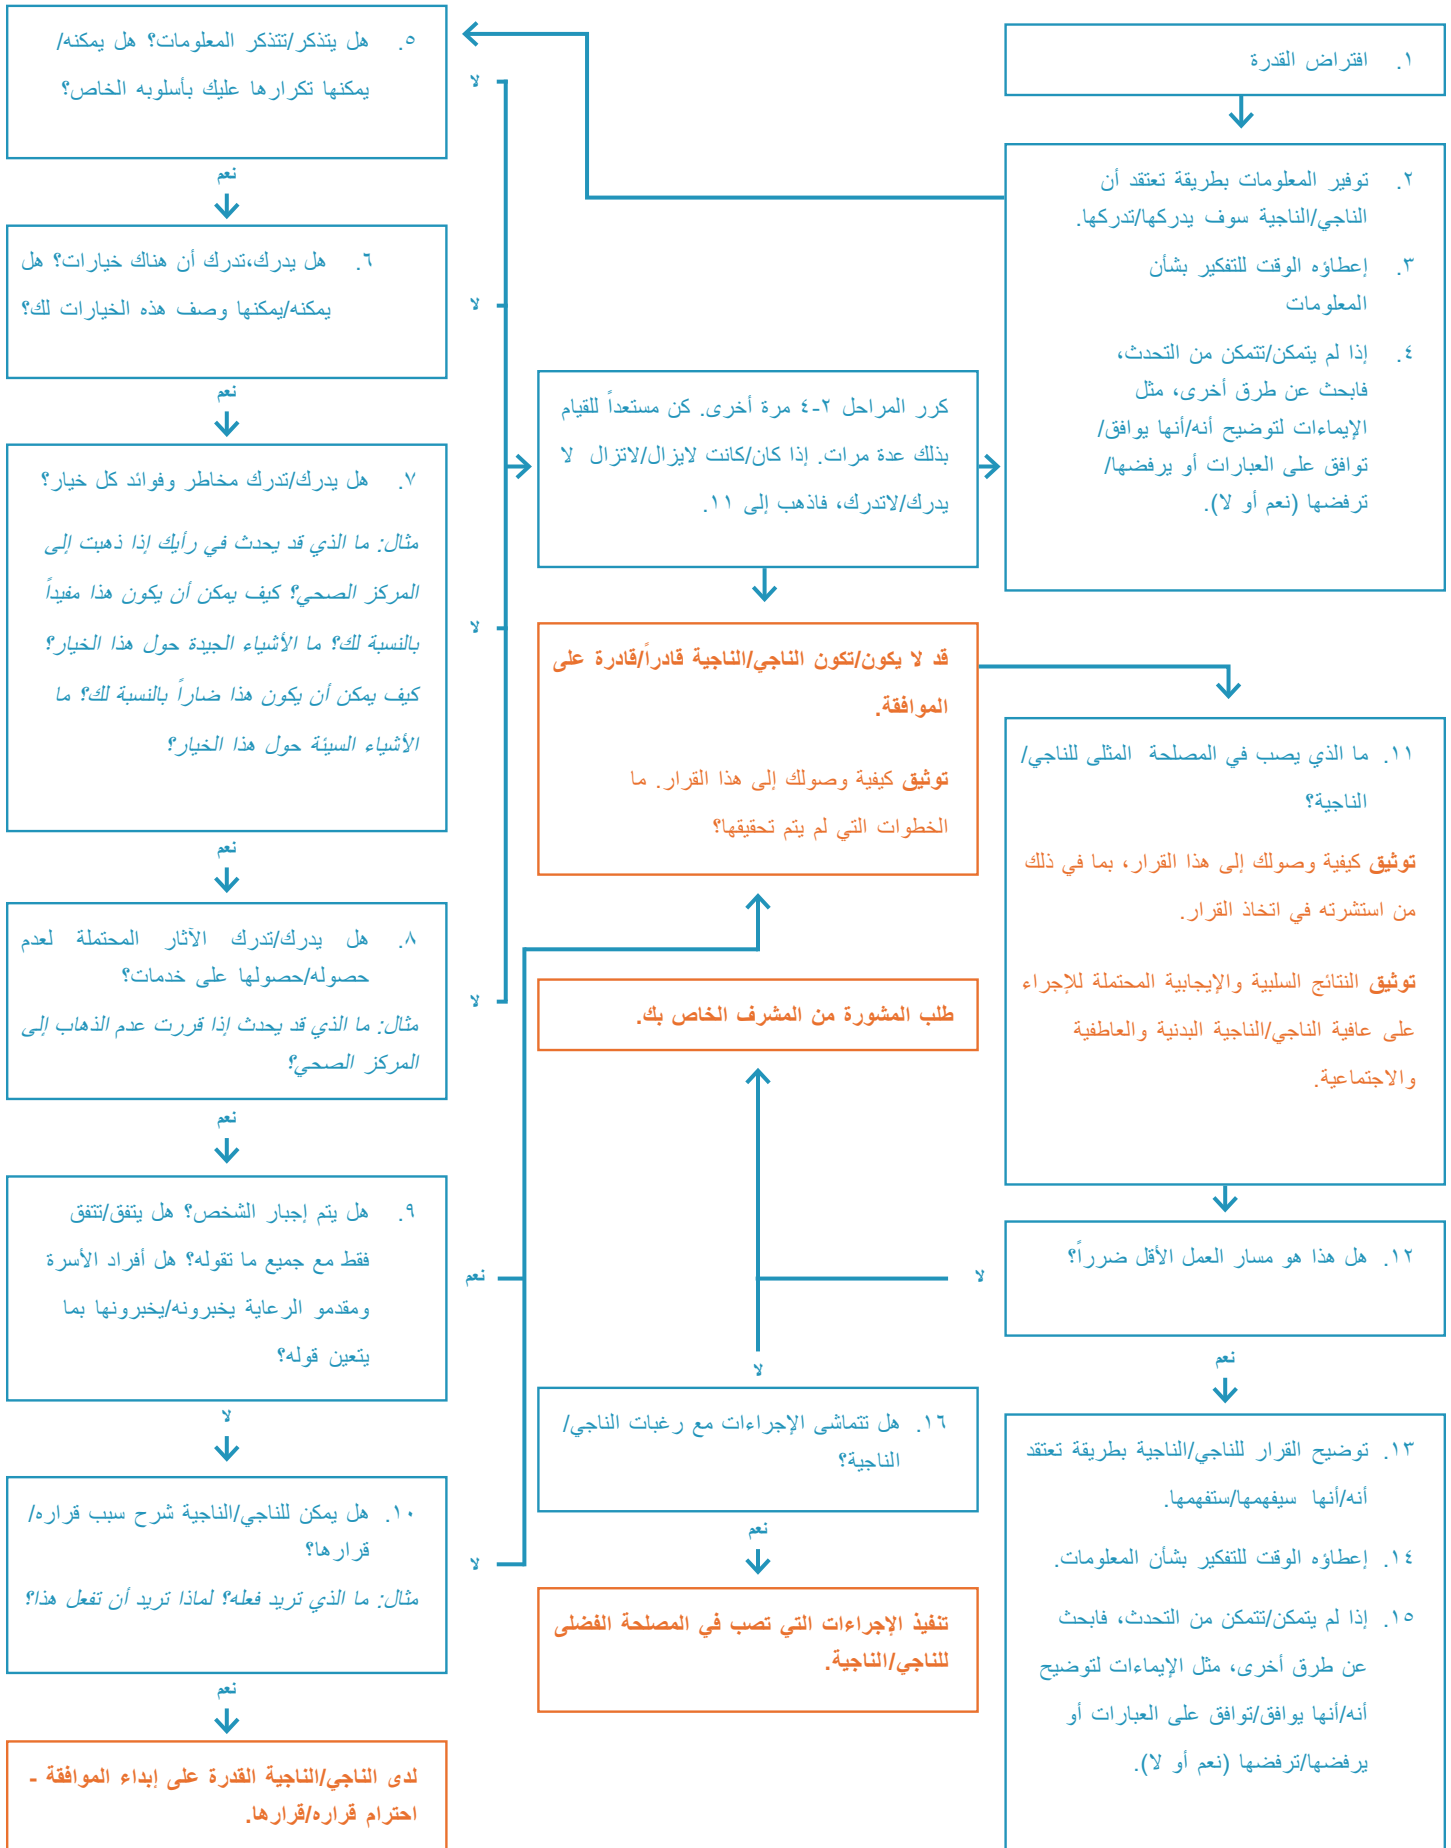 ١. افتراض القدرة
٢. توفير المعلومات بطريقة تعتقد أن
الناجي/الناجية سوف يدركها/تدركها.
٣. إعطاؤه الوقت للتفكير بشأن
المعلومات
٤. إذا لم يتمكن/تتمكن من التحدث،
فابحث عن طرق أخرى، مثل
الإيماءات لتوضيح أنه/أنها يوافق/
توافق على العبارات أو يرفضها/
ترفضها (نعم أو لا).
٥. هل يتذكر/تتذكر المعلومات؟ هل يمكنه/
يمكنها تكرارها عليك بأسلوبه الخاص؟
لا
نعم
٦. هل يدرك،تدرك أن هناك خيارات؟ هل
يمكنه/يمكنها وصف هذه الخيارات لك؟
لا
نعم
٧. هل يدرك/تدرك مخاطر وفوائد كل خيار؟
مثال: ما الذي قد يحدث في رأيك إذا ذهبت إلى
المركز الصحي؟ كيف يمكن أن يكون هذا مفيداً
بالنسبة لك؟ ما الأشياء الجيدة حول هذا الخيار؟
كيف يمكن أن يكون هذا ضاراً بالنسبة لك؟ ما
الأشياء السيئة حول هذا الخيار؟
لا
نعم
٨. هل يدرك/تدرك الآثار المحتملة لعدم
حصوله/حصولها على خدمات؟
مثال: ما الذي قد يحدث إذا قررت عدم الذهاب إلى
المركز الصحي؟
لا
نعم
٩. هل يتم إجبار الشخص؟ هل يتفق/تتفق
فقط مع جميع ما تقوله؟ هل أفراد الأسرة
ومقدمو الرعاية يخبرونه/يخبرونها بما
يتعين قوله؟
نعم
لا
١٠. هل يمكن للناجي/الناجية شرح سبب قراره/
قرارها؟
مثال: ما الذي تريد فعله؟ لماذا تريد أن تفعل هذا؟
لا
نعم
لدى الناجي/الناجية القدرة على إبداء الموافقة -
احترام قراره/قرارها.
كرر المراحل ٢-٤ مرة أخرى. كن مستعداً للقيام
بذلك عدة مرات. إذا كان/كانت لايزال/لاتزال لا
يدرك/لاتدرك، فاذهب إلى ١١.
قد لا يكون/تكون الناجي/الناجية قادراً/قادرة على
الموافقة.
توثيق كيفية وصولك إلى هذا القرار. ما
الخطوات التي لم يتم تحقيقها؟
طلب المشورة من المشرف الخاص بك.
١١. ما الذي يصب في المصلحة المثلى للناجي/
الناجية؟
توثيق كيفية وصولك إلى هذا القرار، بما في ذلك
من استشرته في اتخاذ القرار.
توثيق النتائج السلبية والإيجابية المحتملة للإجراء
على عافية الناجي/الناجية البدنية والعاطفية
والاجتماعية.
١٢. هل هذا هو مسار العمل الأقل ضرراً؟
لا
نعم
١٣. توضيح القرار للناجي/الناجية بطريقة تعتقد
أنه/أنها سيفهمها/ستفهمها.
١٤. إعطاؤه الوقت للتفكير بشأن المعلومات.
١٥. إذا لم يتمكن/تتمكن من التحدث، فابحث
عن طرق أخرى، مثل الإيماءات لتوضيح
أنه/أنها يوافق/توافق على العبارات أو
يرفضها/ترفضها (نعم أو لا).
لا
١٦. هل تتماشى الإجراءات مع رغبات الناجي/
الناجية؟
نعم
تنفيذ الإجراءات التي تصب في المصلحة الفضلى
للناجي/الناجية.